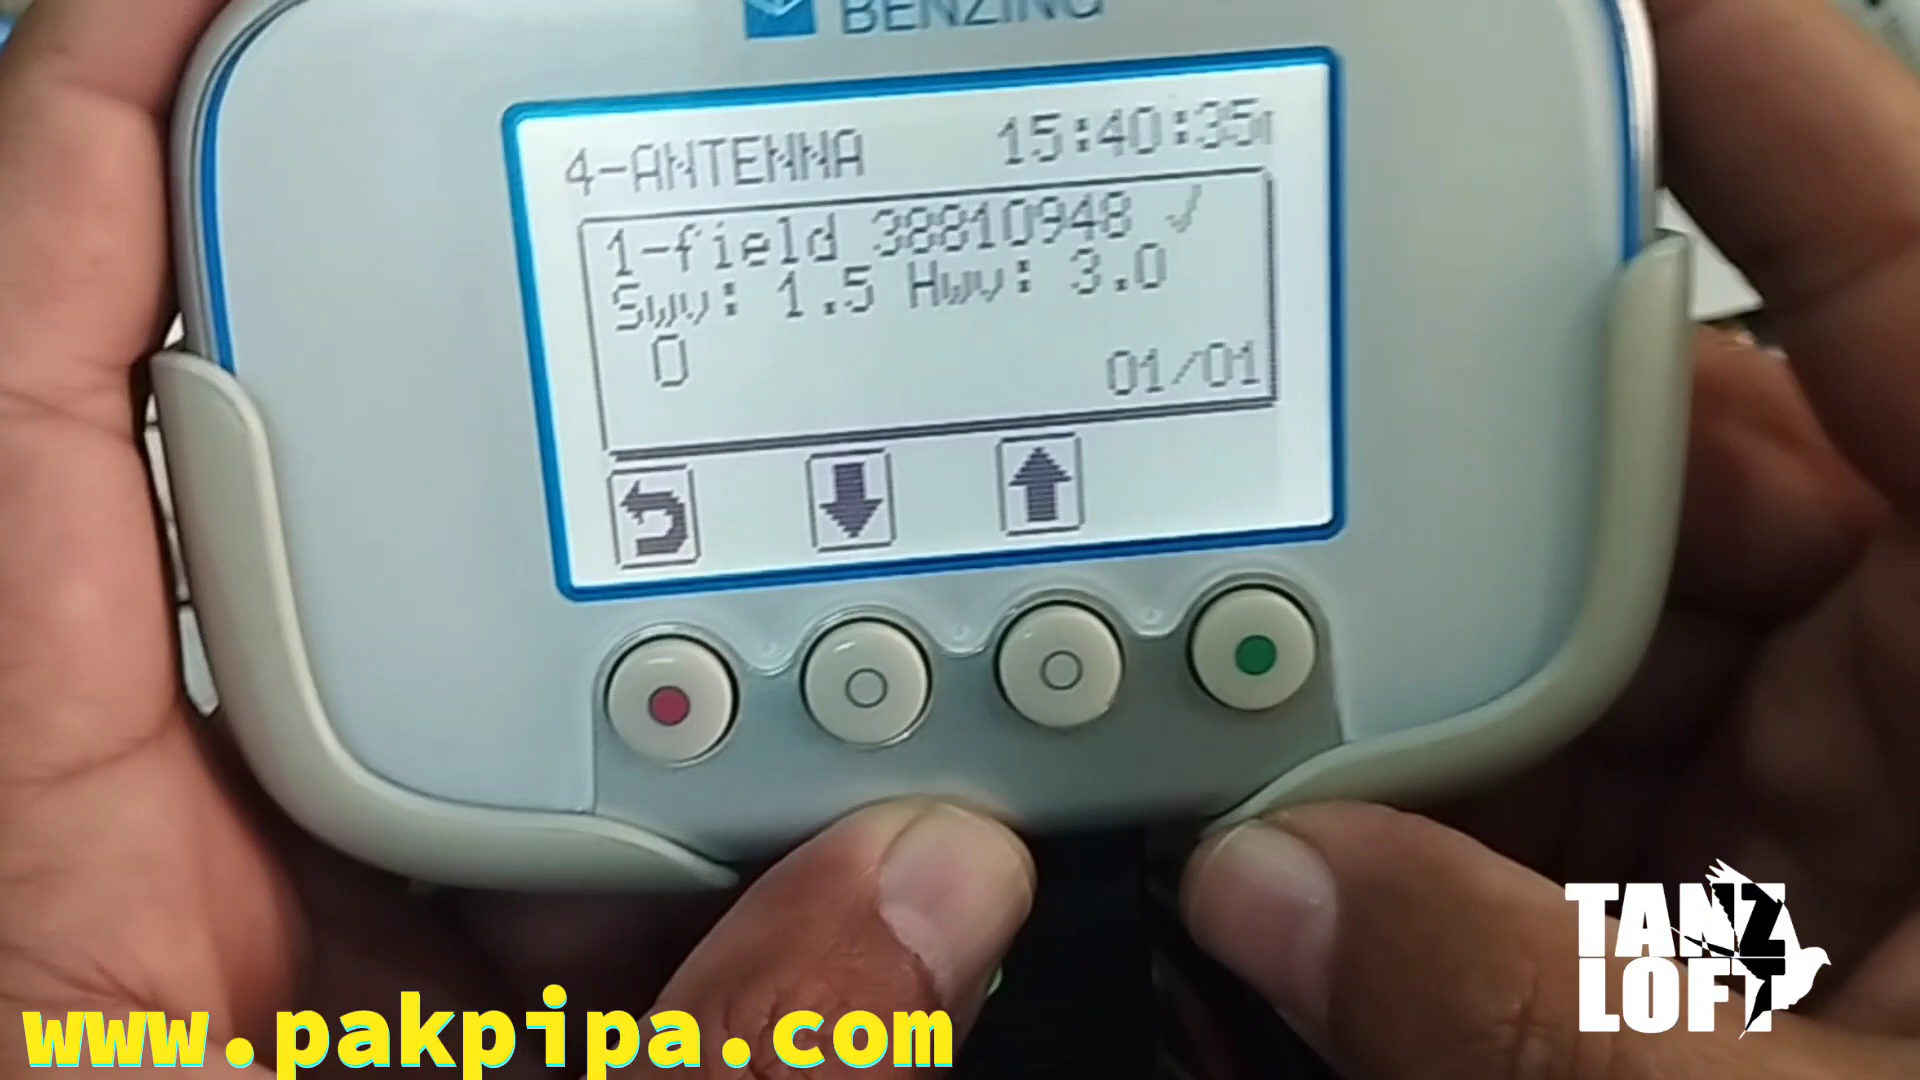 BENZING
4-ANTENNA 15:40:35
1-field 38810948 ✓
Swv: 1.5 Hwv: 3.0
0 01/01
www.pakpipa.com
TANZ
LOFT